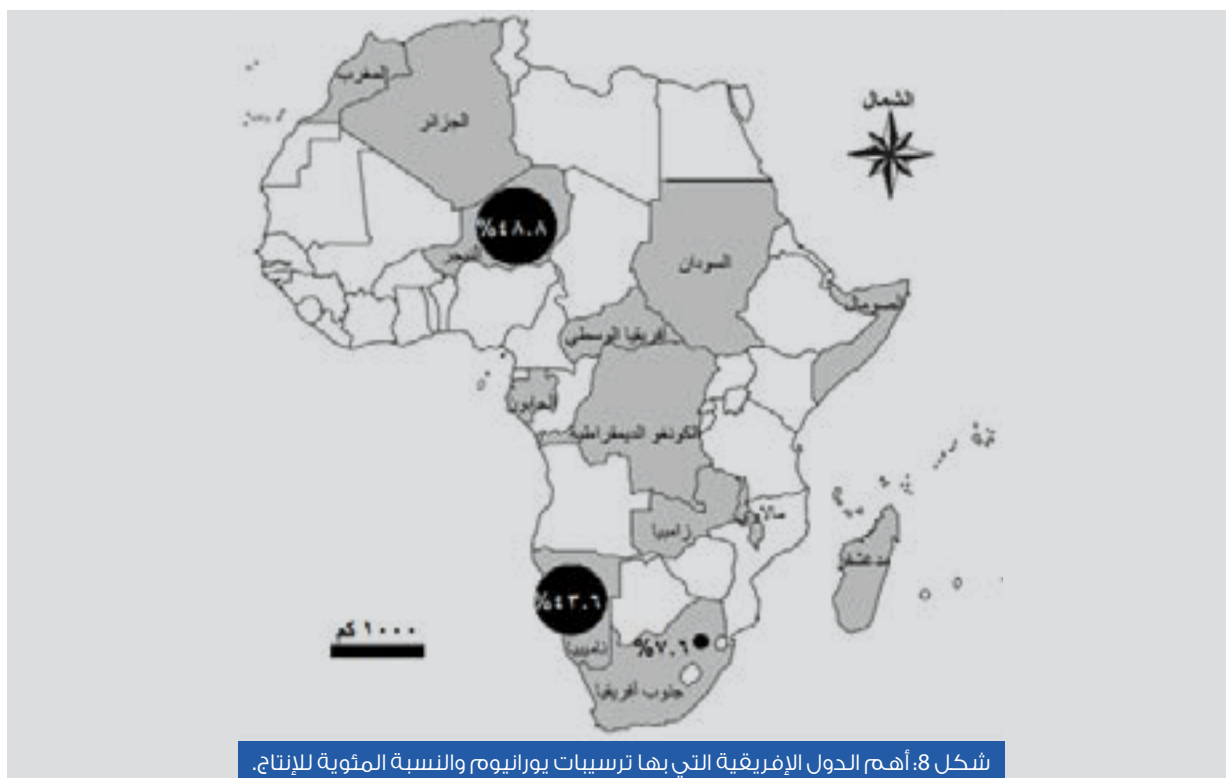 المغرب
الشمال
الجزائر
%٤٨.٨
النيجر
السودان
الصومال
أفريقيا الوسطى
الجابون
الكونغو الديمقراطية
مالاوي
زامبيا
مدغشقر
%٤٣.٦
١٠٠٠ كم
ناميبيا
%٧.٦
جنوب أفريقيا
شكل 8: أهم الدول الإفريقية التي بها ترسيبات يورانيوم والنسبة المئوية للإنتاج.